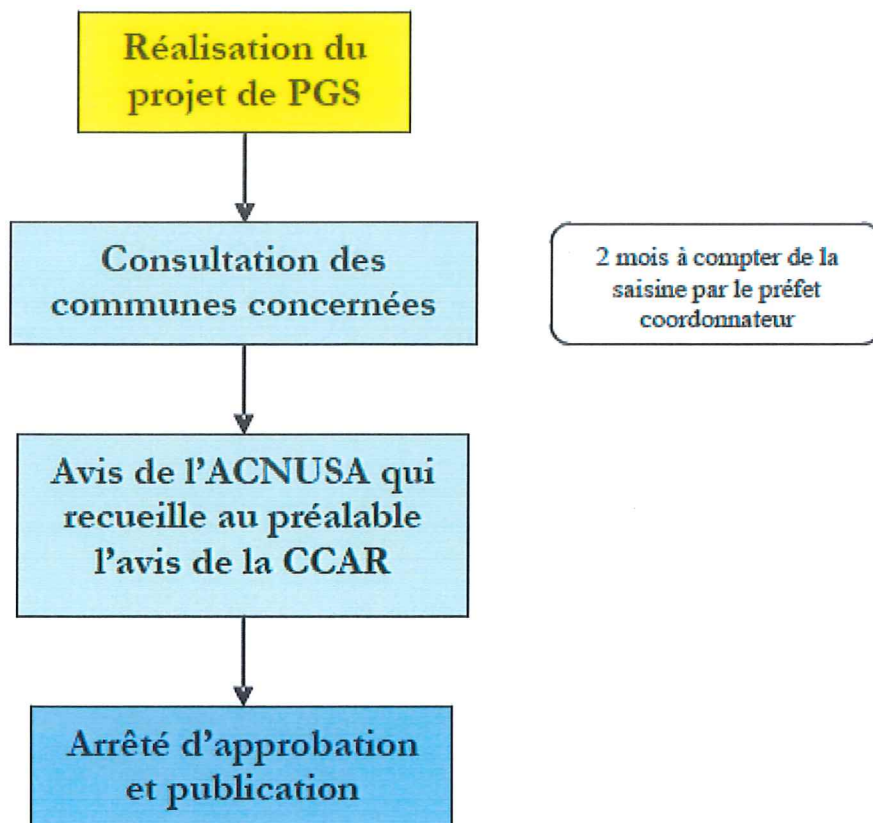 Réalisation du
projet de PGS
Consultation des
communes concernées
2 mois à compter de la
saisine par le préfet
coordonnateur
Avis de l'ACNUSA qui
recueille au préalable
l'avis de la CCAR
Arrêté d'approbation
et publication